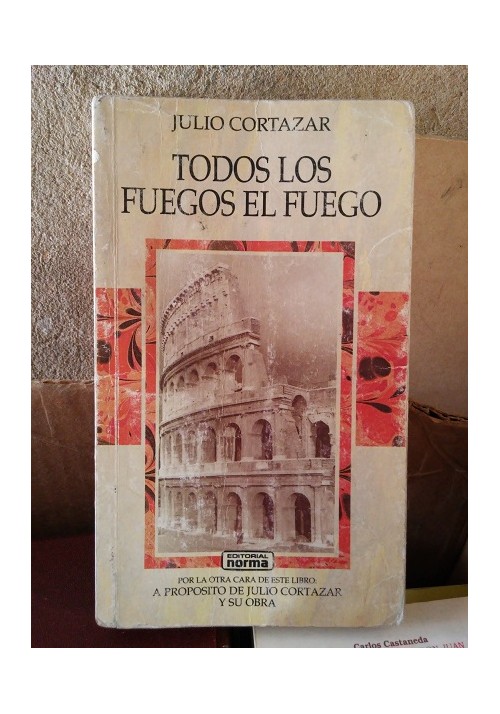 JULIO CORTAZAR
TODOS LOS
FUEGOS EL FUEGO
EDITORIAL
norma
POR LA OTRA CARA DE ESTE LIBRO:
A PROPOSITO DE JULIO CORTAZAR
Y SU OBRA
Carlos Castaneda
JUAN